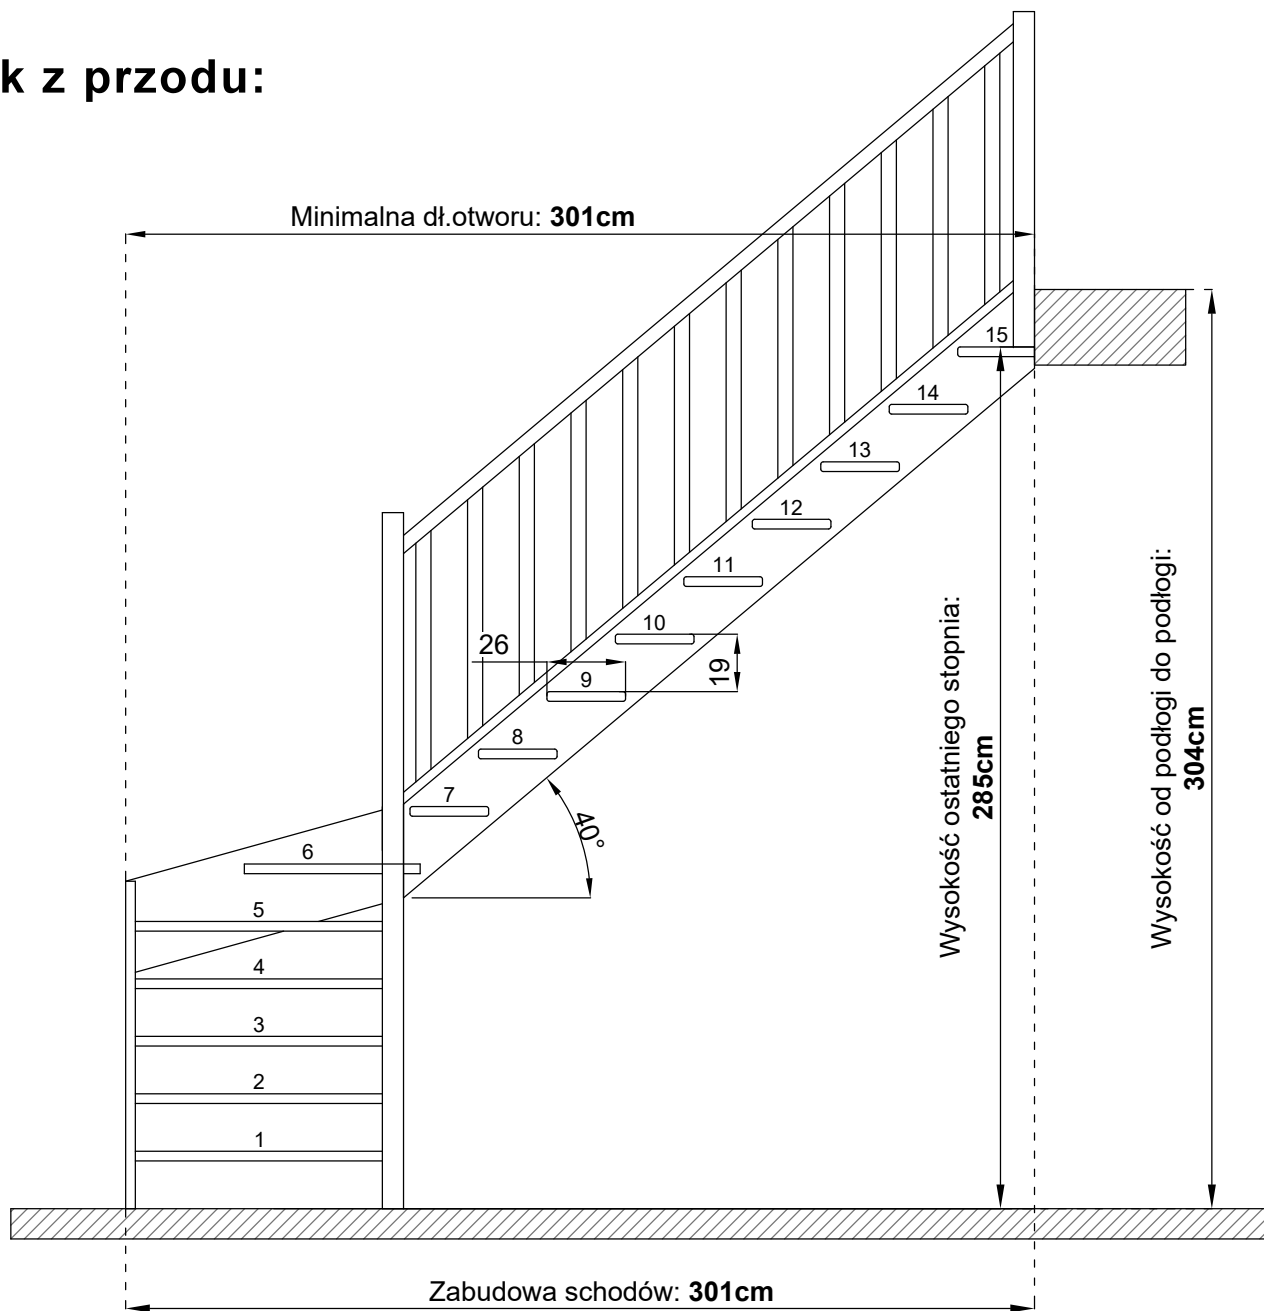 k z przodu:
Minimalna dł.otworu: 301cm
15
14
13
12
11
10
26
19
9
8
7
40°
6
5
4
3
2
1
Wysokość ostatniego stopnia:
285cm
Wysokość od podłogi do podłogi:
304cm
Zabudowa schodów: 301cm